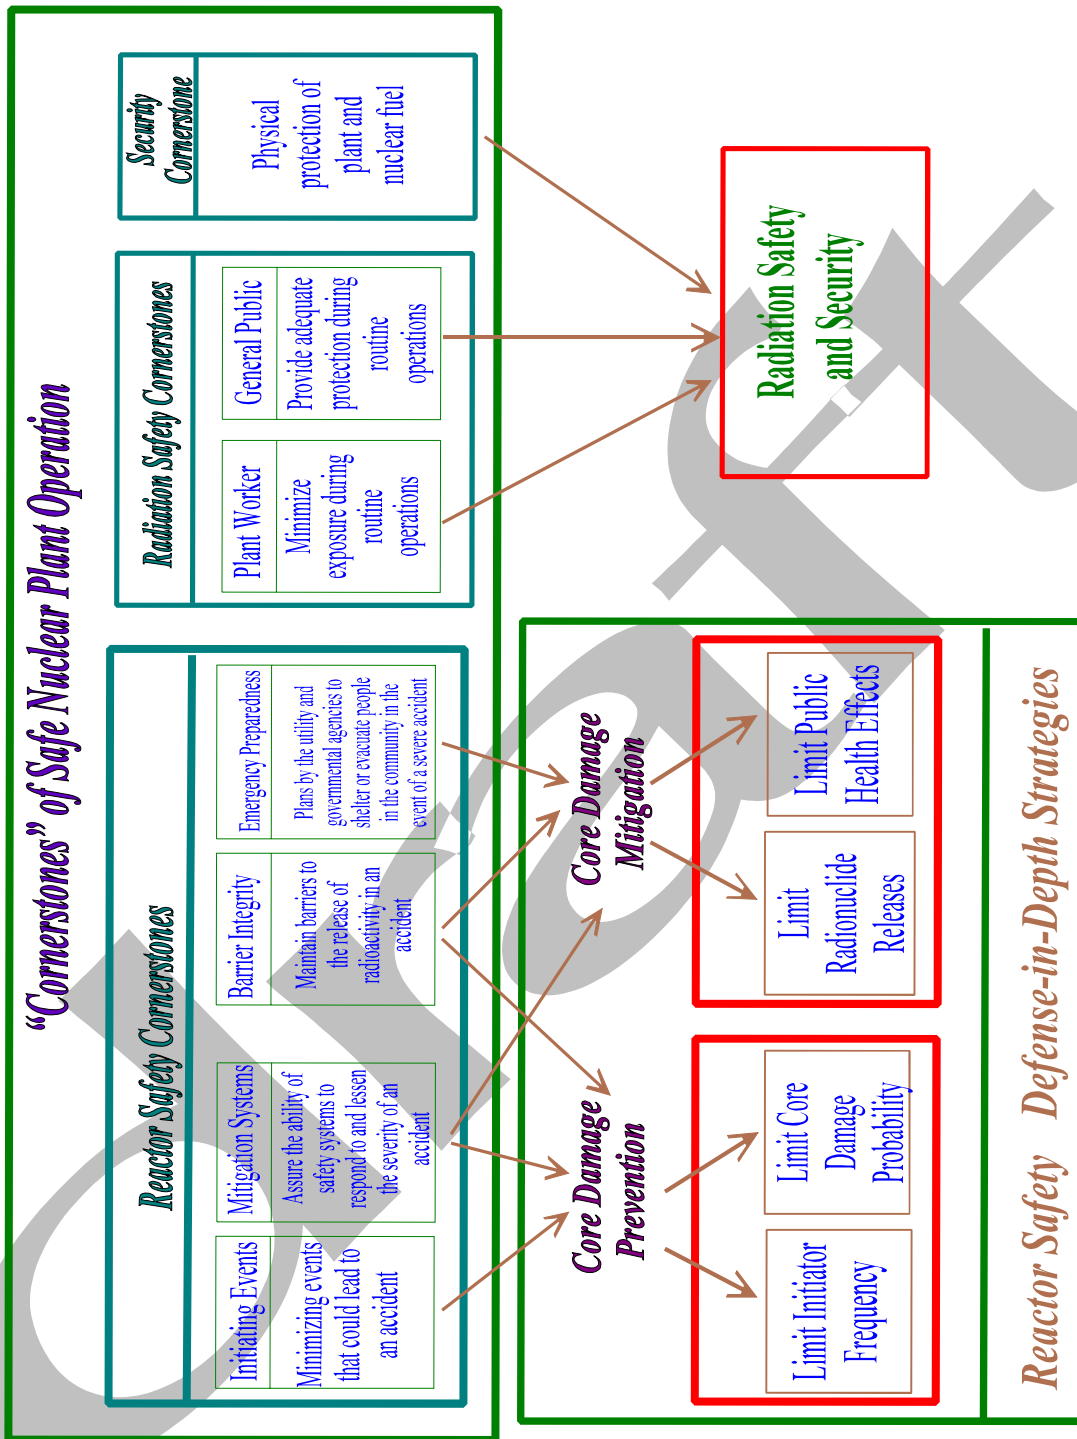 “Cornerstones” of Safe Nuclear Plant Operation
Reactor Safety Cornerstones
Initiating Events
Minimizing events
that could lead to
an accident
Mitigation Systems
Assure the ability of
safety systems to
respond to and lessen
the severity of an
accident
Barrier Integrity
Maintain barriers to
the release of
radioactivity in an
accident
Emergency Preparedness
Plans by the utility and
governmental agencies to
shelter or evacuate people
in the community in the
event of a severe accident
Radiation Safety Cornerstones
Plant Worker
Minimize
exposure during
routine
operations
General Public
Provide adequate
protection during
routine
operations
Security
Cornerstone
Physical
protection of
plant and
nuclear fuel
Core Damage
Prevention
Core Damage
Mitigation
Limit Initiator
Frequency
Limit Core
Damage
Probability
Limit
Radionuclide
Releases
Limit Public
Health Effects
Radiation Safety
and Security
Reactor Safety Defense-in-Depth Strategies
draft